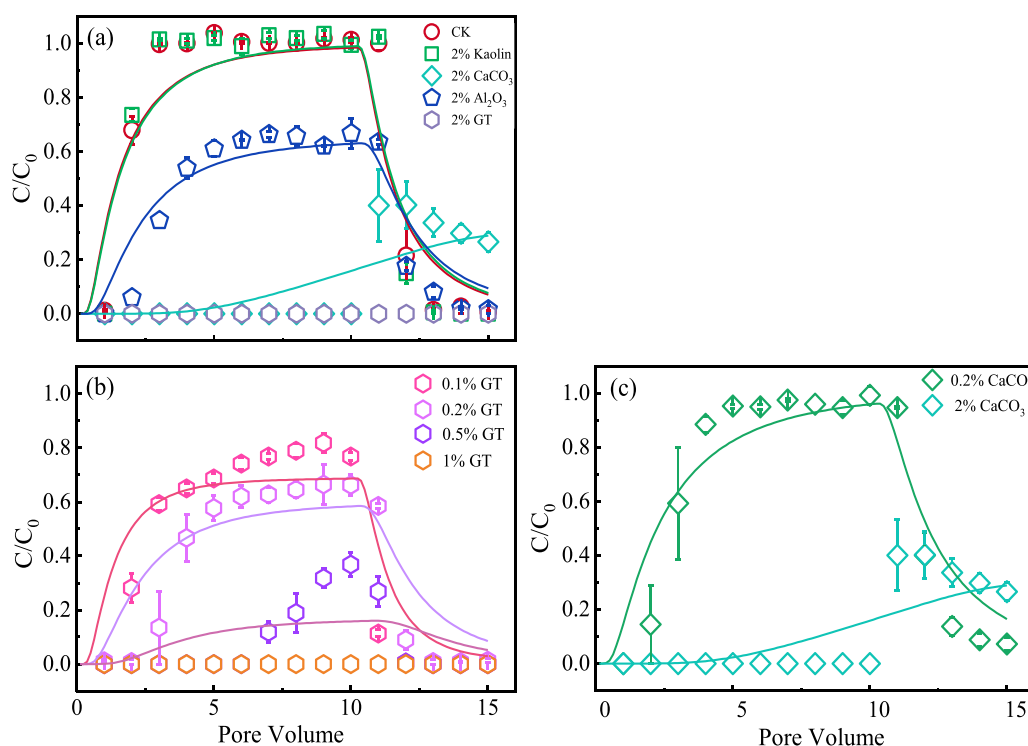 (a)
CK
2% Kaolin
2% CaCO₃
2% Al₂O₃
2% GT
1.0
0.8
0.6
0.4
0.2
0.0
C/C₀
0 5 10 15
(b)
0.1% GT
0.2% GT
0.5% GT
1% GT
1.0
0.8
0.6
0.4
0.2
0.0
C/C₀
0 5 10 15
Pore Volume
(c)
0.2% CaCO
2% CaCO₃
1.0
0.8
0.6
0.4
0.2
0.0
C/C₀
0 5 10 15
Pore Volume